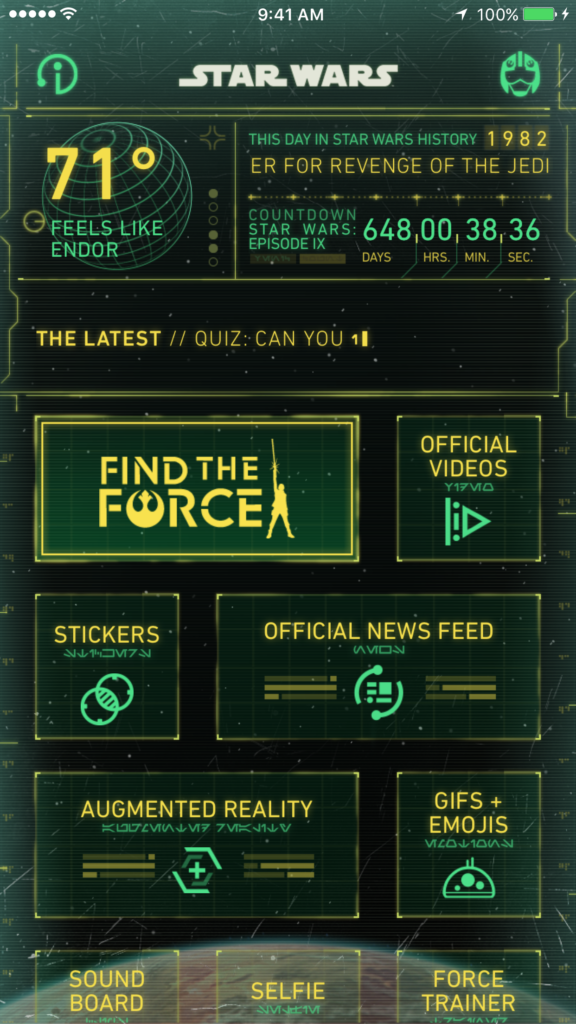 9:41 AM
100%
STAR WARS
71°
FEELS LIKE
ENDOR
THIS DAY IN STAR WARS HISTORY 1982
ER FOR REVENGE OF THE JEDI
COUNTDOWN
STAR WARS:
EPISODE IX
648,00,38,36
DAYS HRS. MIN. SEC.
THE LATEST // QUIZ: CAN YOU
FIND THE
FORCE
OFFICIAL
VIDEOS
STICKERS
OFFICIAL NEWS FEED
AUGMENTED REALITY
GIFS +
EMOJIS
SOUND
BOARD
SELFIE
FORCE
TRAINER